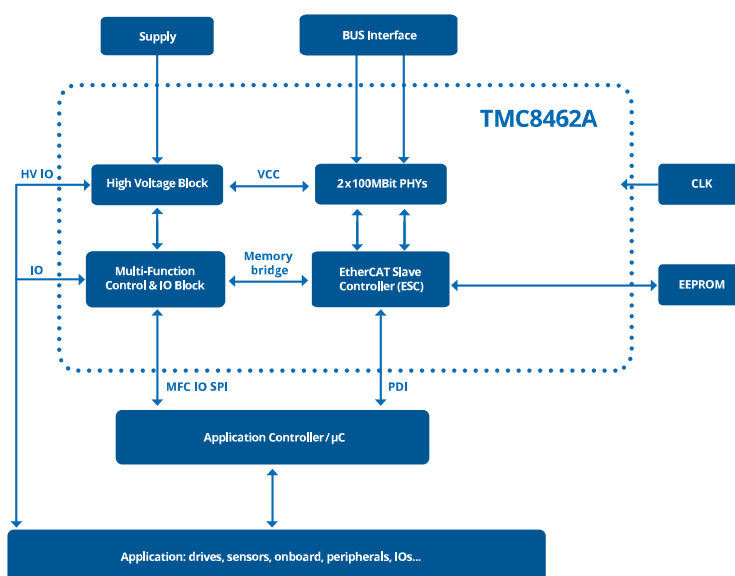 Supply
BUS Interface
TMC8462A
HV IO
High Voltage Block
VCC
2x100MBit PHYs
CLK
IO
Multi-Function
Control & IO Block
Memory
bridge
EtherCAT Slave
Controller (ESC)
EEPROM
MFC IO SPI
PDI
Application Controller/µC
Application: drives, sensors, onboard, peripherals, IOs...